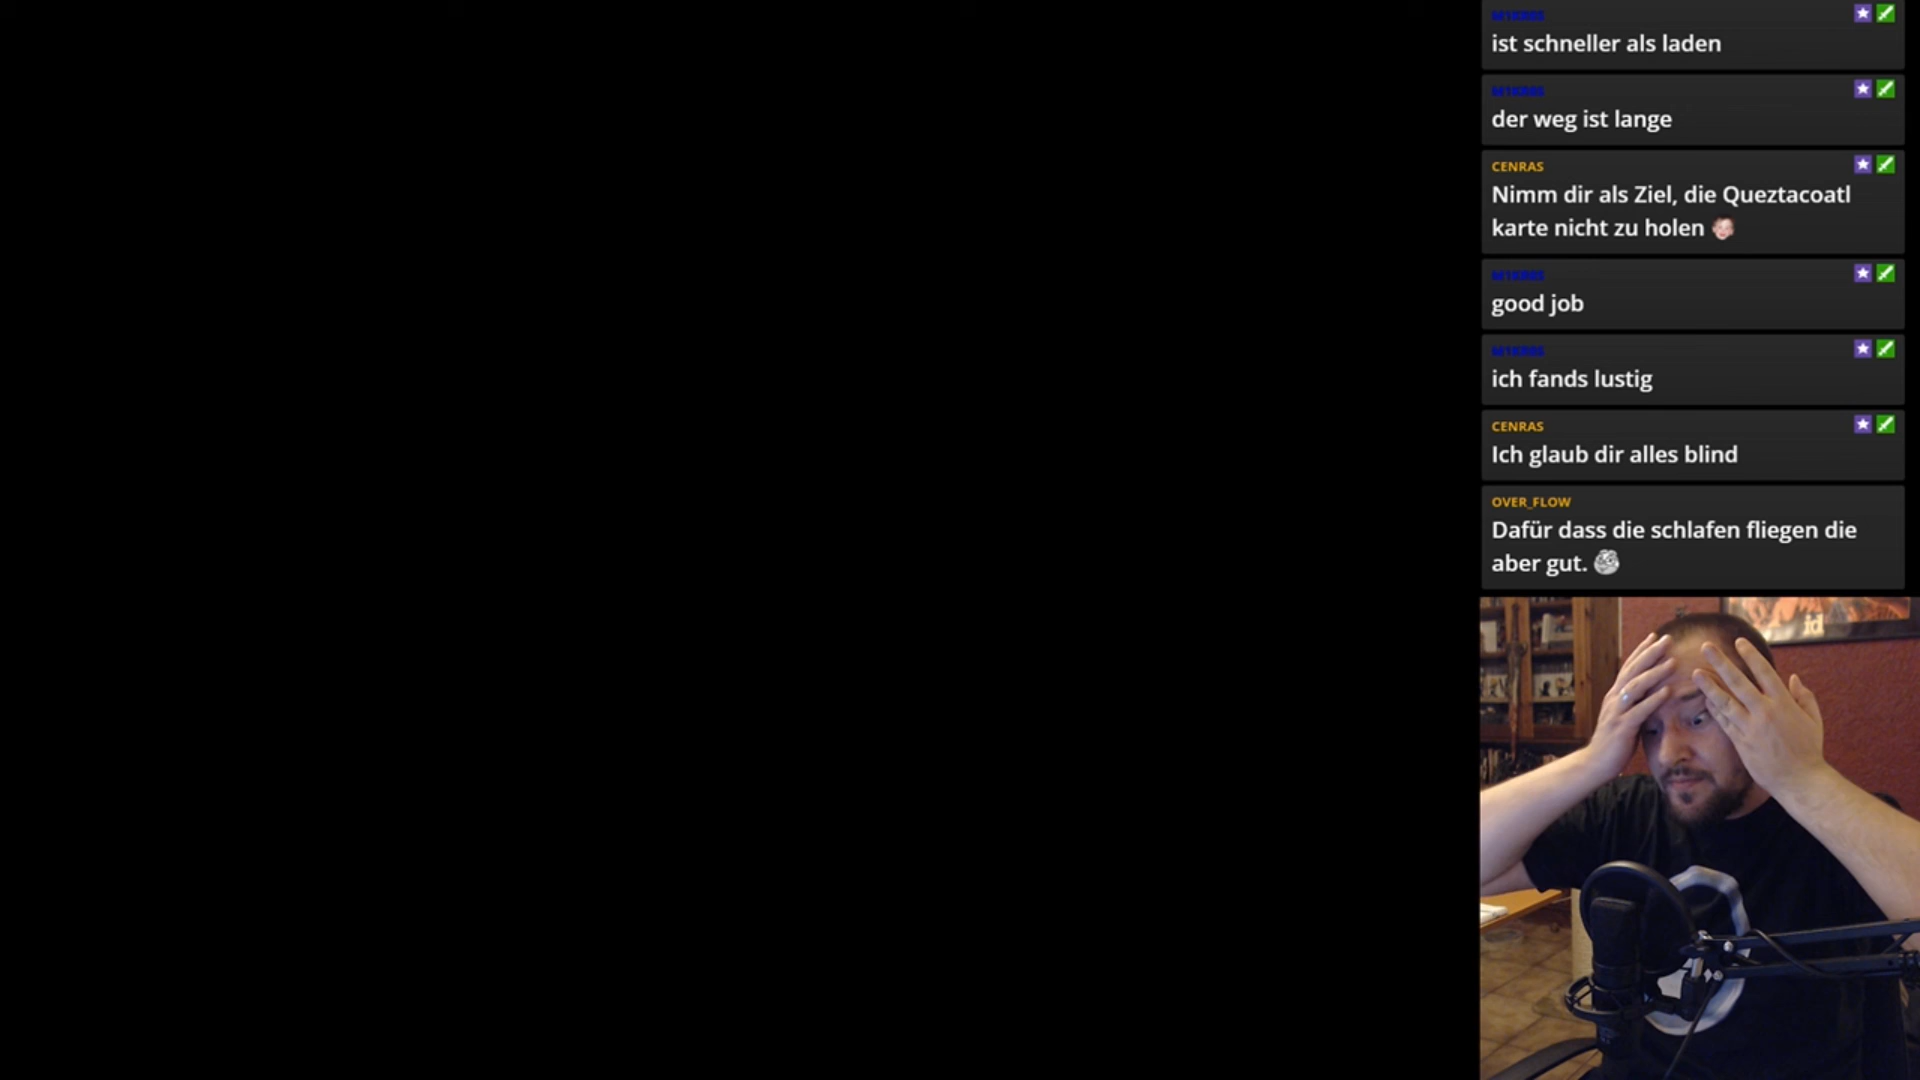 ist schneller als laden
der weg ist lange
CENRAS
Nimm dir als Ziel, die Queztacoatl
karte nicht zu holen
good job
ich fands lustig
CENRAS
Ich glaub dir alles blind
OVER_FLOW
Dafür dass die schlafen fliegen die
aber gut.
id